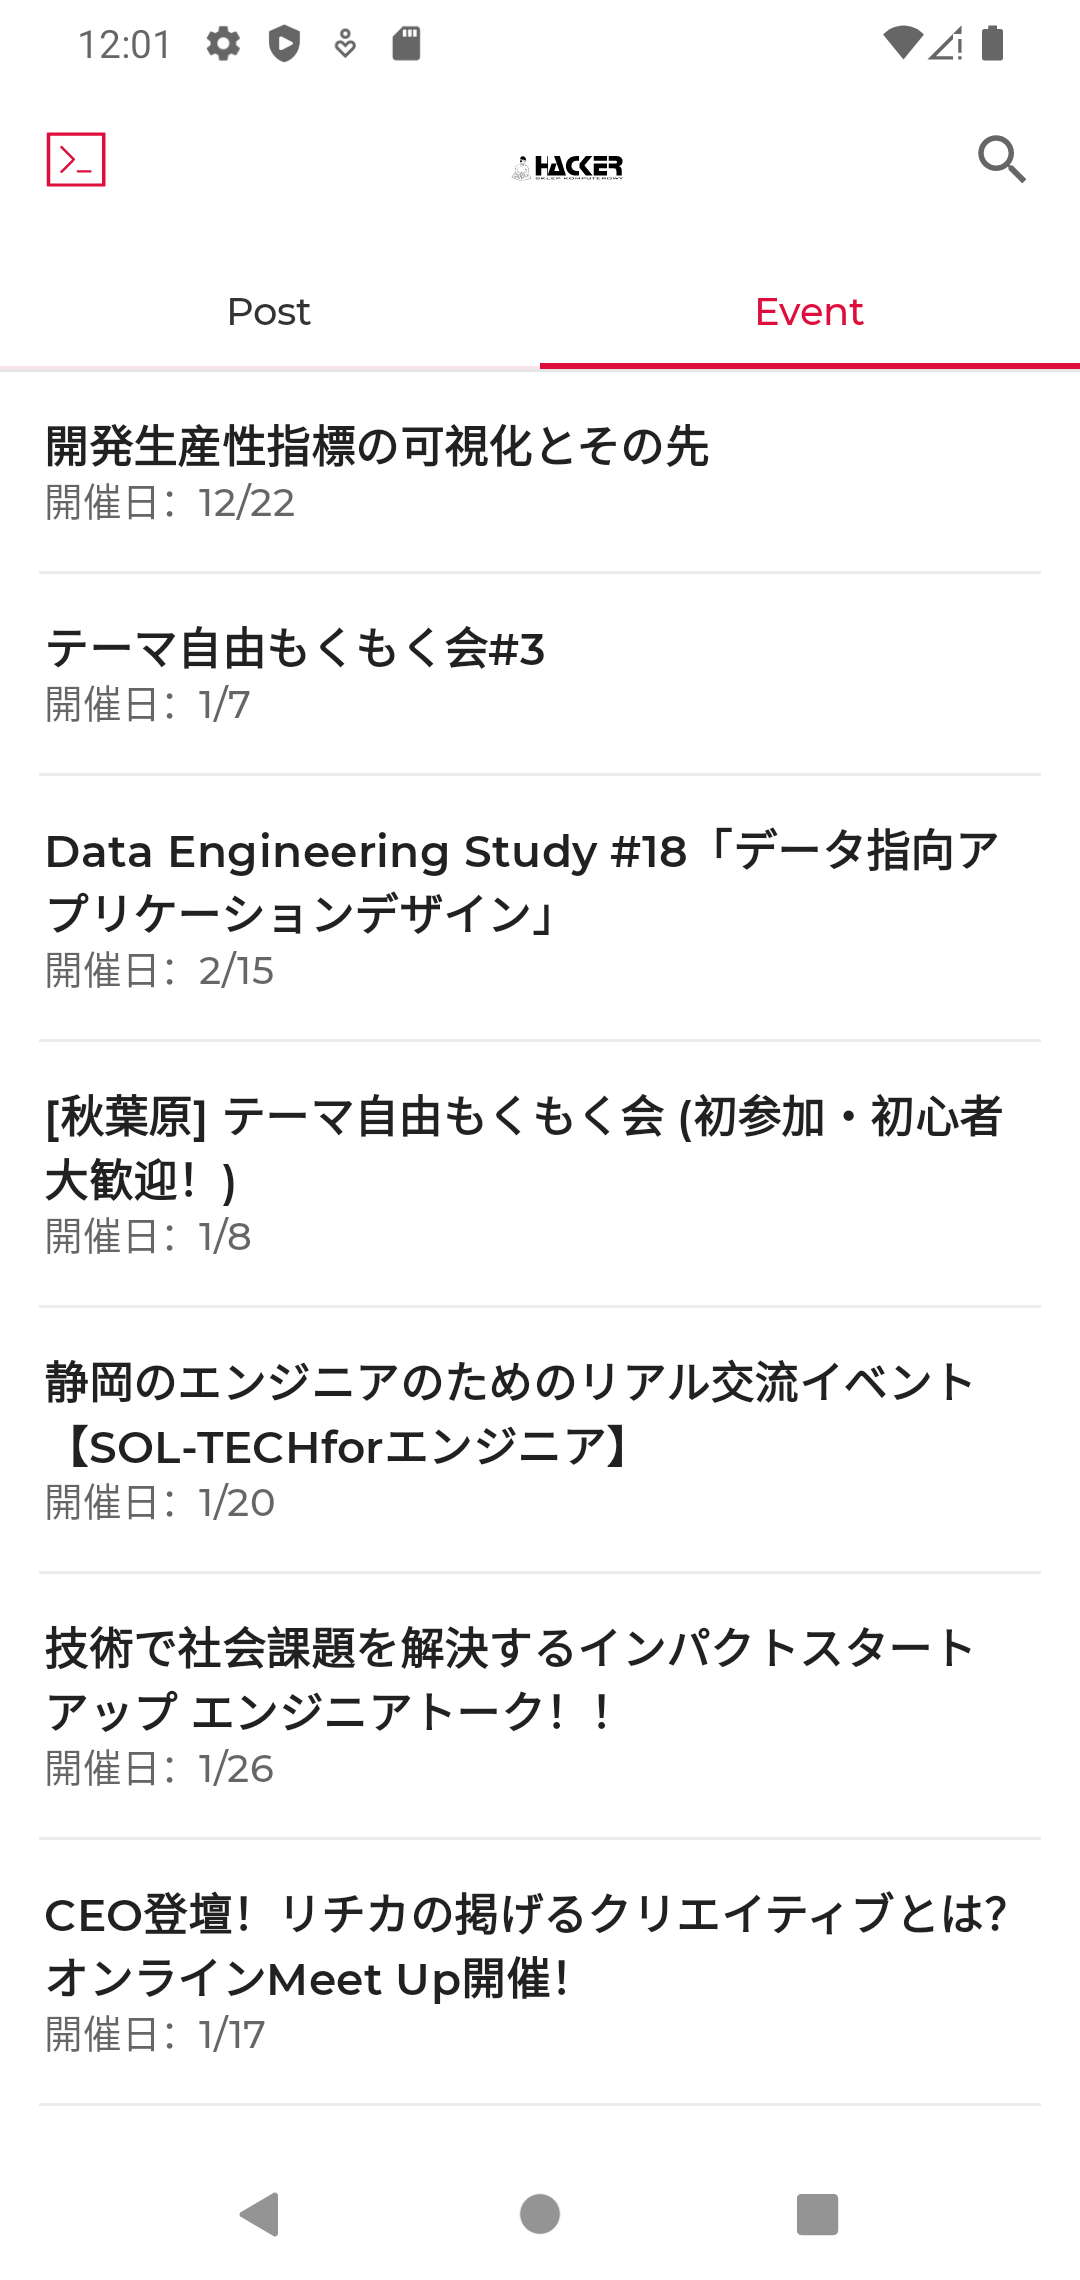 12:01
HACKER
SKLEP KOMPUTEROWY
Post
Event
開発生産性指標の可視化とその先
開催日：12/22
テーマ自由もくもく会#3
開催日：1/7
Data Engineering Study #18「データ指向ア
プリケーションデザイン」
開催日：2/15
[秋葉原] テーマ自由もくもく会 (初参加・初心者
大歓迎！)
開催日：1/8
静岡のエンジニアのためのリアル交流イベント
【SOL-TECHforエンジニア】
開催日：1/20
技術で社会課題を解決するインパクトスタート
アップ エンジニアトーク！！
開催日：1/26
CEO登壇！リチカの掲げるクリエイティブとは？
オンラインMeet Up開催！
開催日：1/17